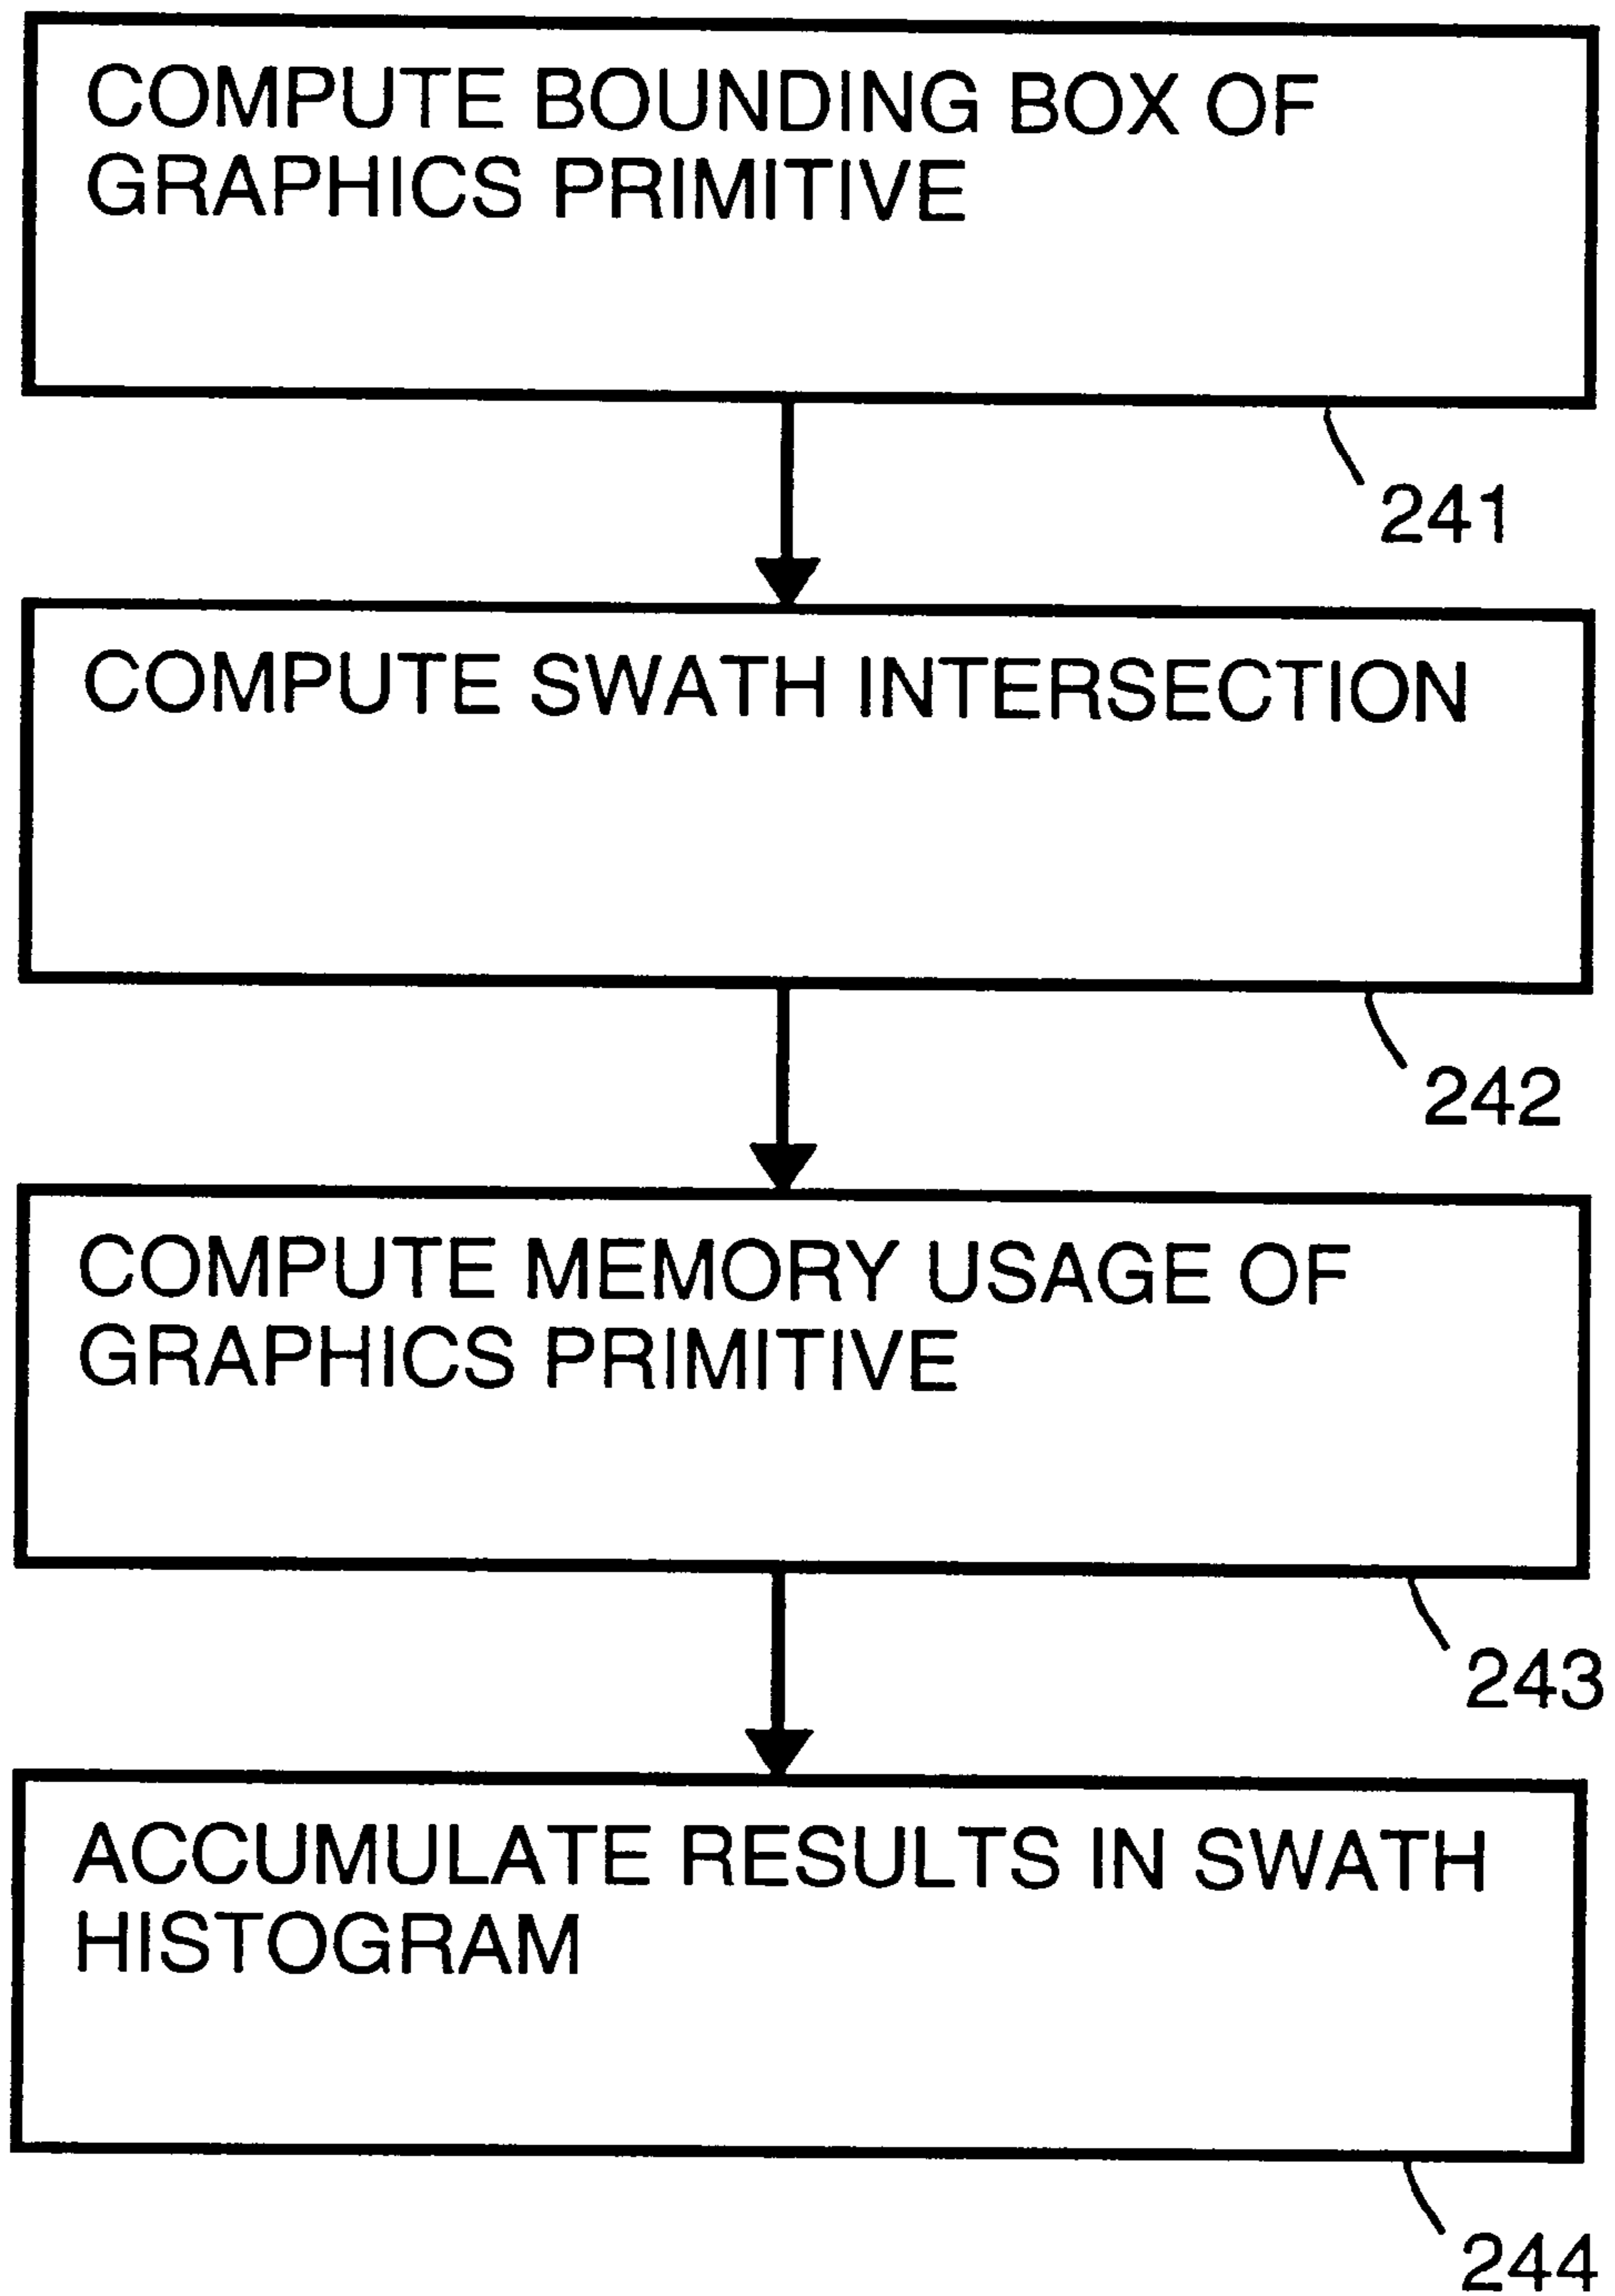 COMPUTE BOUNDING BOX OF
GRAPHICS PRIMITIVE
241
COMPUTE SWATH INTERSECTION
242
COMPUTE MEMORY USAGE OF
GRAPHICS PRIMITIVE
243
ACCUMULATE RESULTS IN SWATH
HISTOGRAM
244